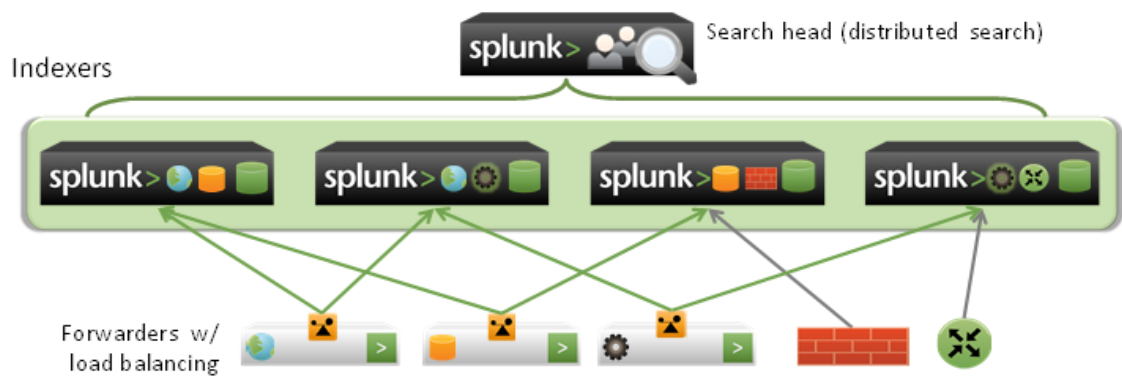 splunk>
Search head (distributed search)
Indexers
splunk>
splunk>
splunk>
splunk>
Forwarders w/
load balancing
>
>
>